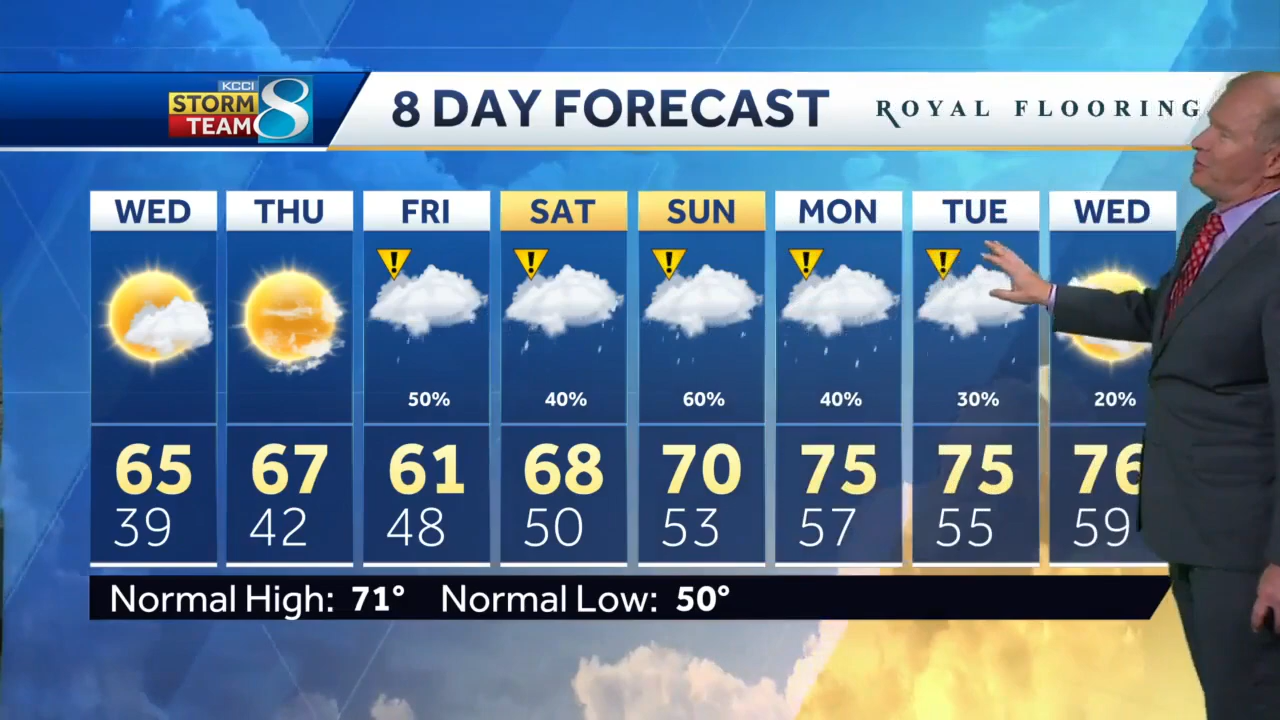 KCCI
STORM
TEAM 8
8 DAY FORECAST
ROYAL FLOORING
WED THU FRI SAT SUN MON TUE WED
! ! ! ! !
50% 40% 60% 40% 30% 20%
65 67 61 68 70 75 75 76
39 42 48 50 53 57 55 59
Normal High: 71° Normal Low: 50°